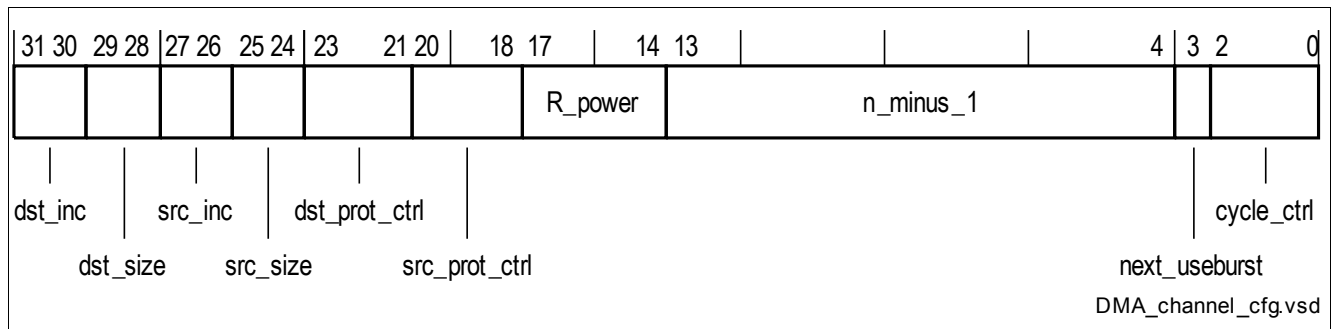 31 30 29 28 27 26 25 24 23 21 20 18 17 14 13 4 3 2 0
R_power n_minus_1
dst_inc src_inc dst_prot_ctrl cycle_ctrl
dst_size src_size src_prot_ctrl next_useburst
DMA_channel_cfg.vsd